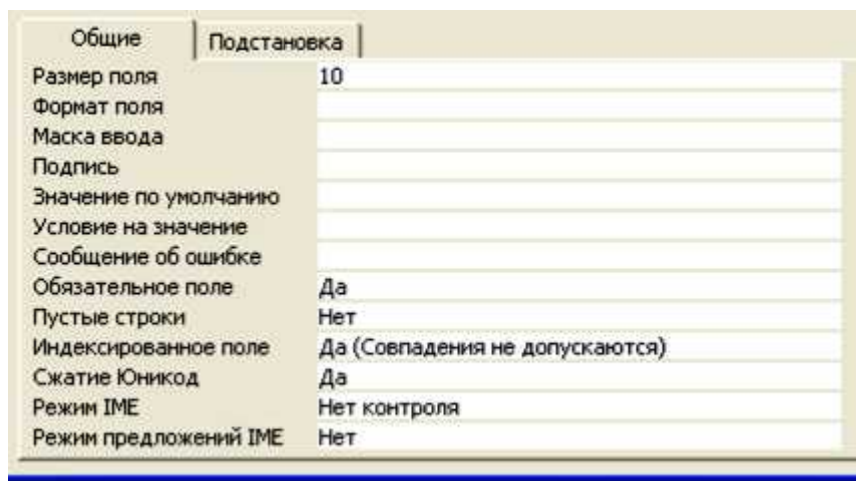 Общие Подстановка
Размер поля 10
Формат поля
Маска ввода
Подпись
Значение по умолчанию
Условие на значение
Сообщение об ошибке
Обязательное поле Да
Пустые строки Нет
Индексированное поле Да (Совпадения не допускаются)
Сжатие Юникод Да
Режим IME Нет контроля
Режим предложений IME Нет